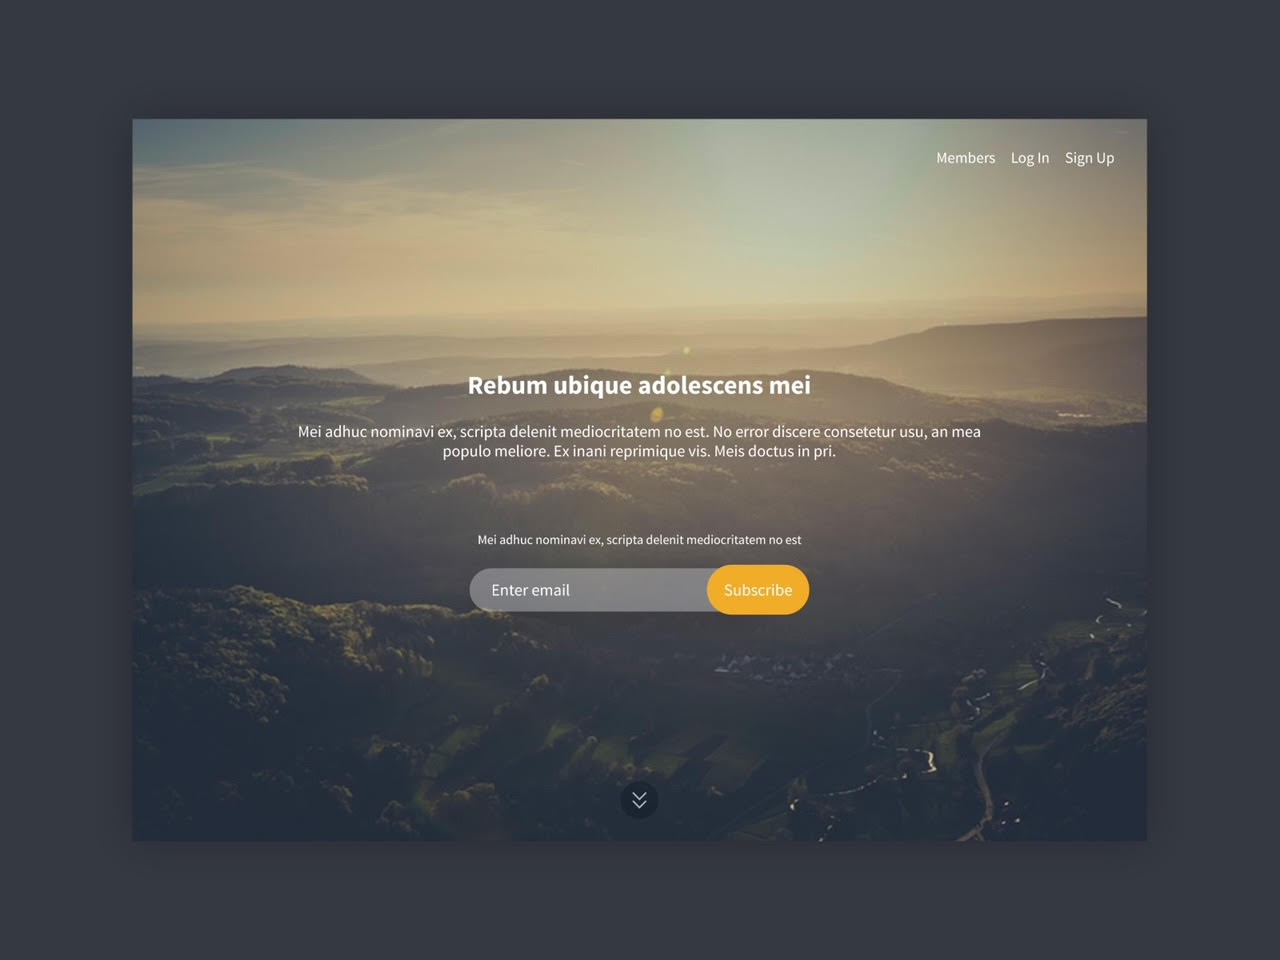 Members Log In Sign Up
Rebum ubique adolescens mei
Mei adhuc nominavi ex, scripta delenit mediocritatem no est. No error discere consetetur usu, an mea
populo meliore. Ex inani reprimique vis. Meis doctus in pri.
Mei adhuc nominavi ex, scripta delenit mediocritatem no est
Enter email Subscribe